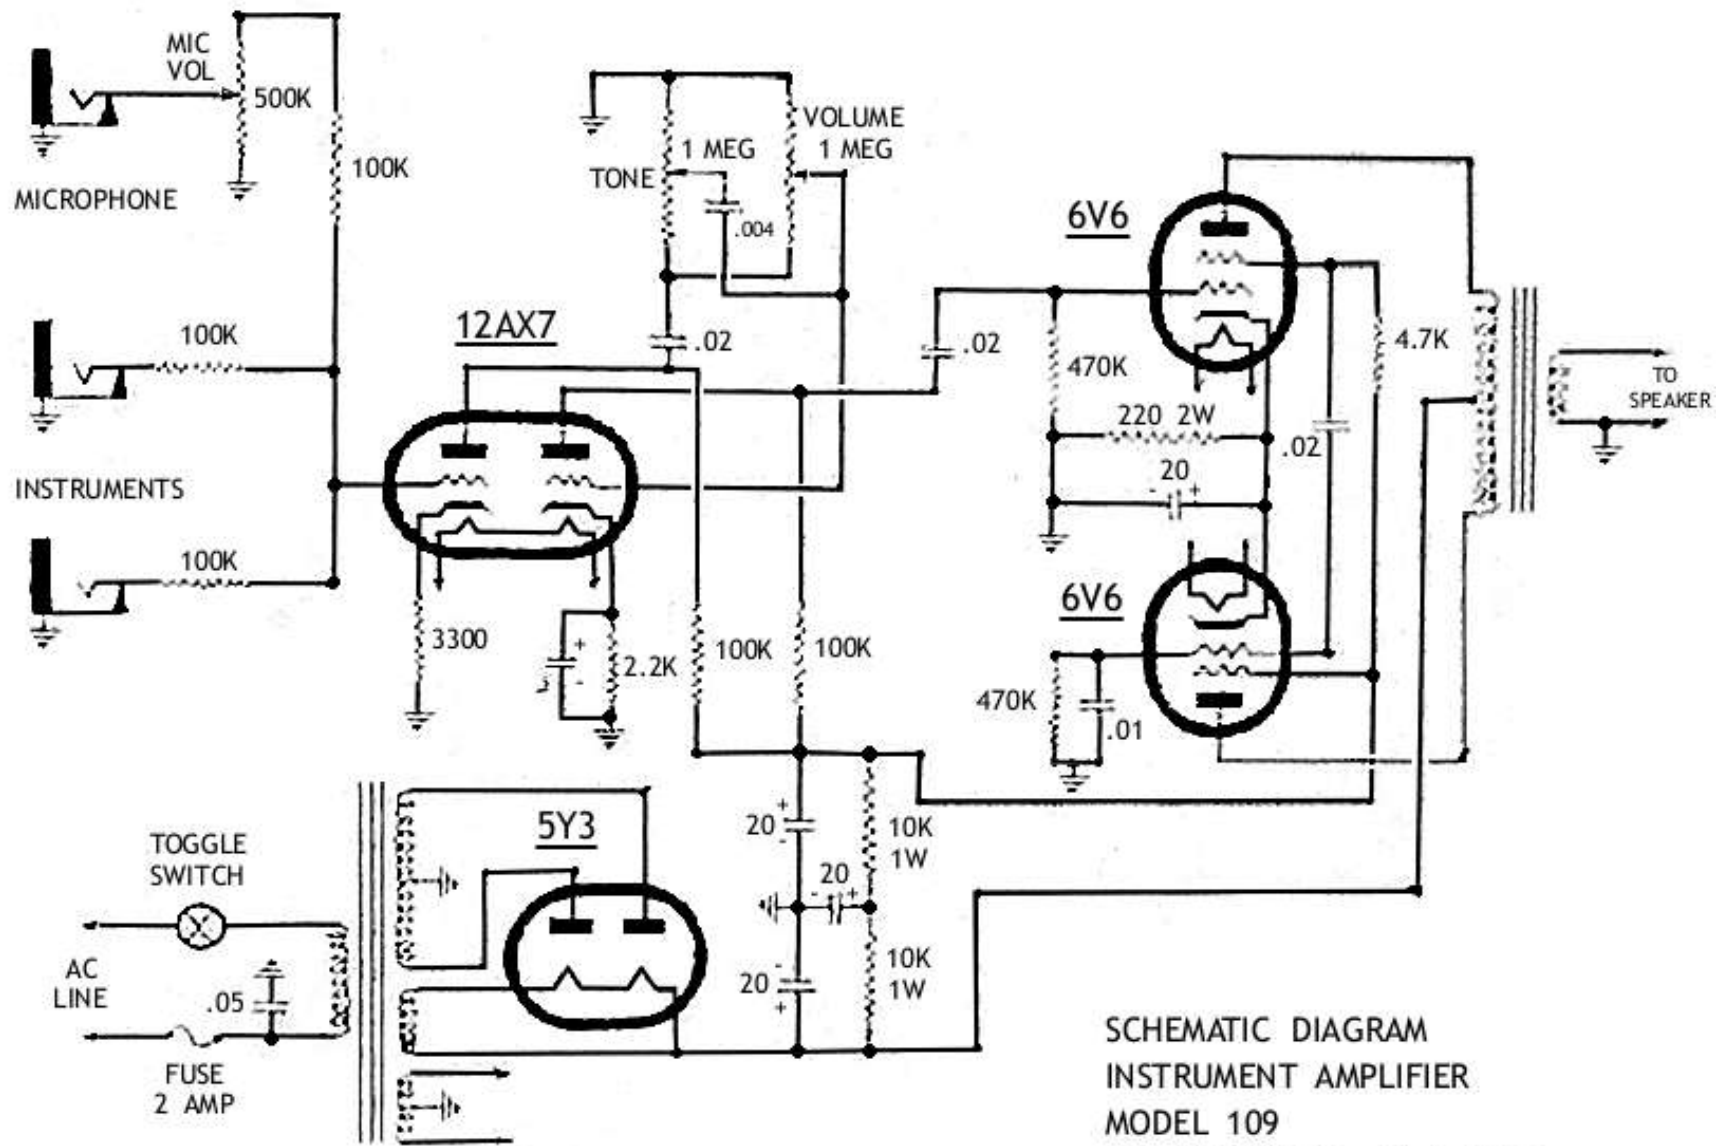 MIC
VOL
500K
MICROPHONE
100K
1 MEG
TONE
.004
VOLUME
1 MEG
6V6
100K
12AX7
.02
.02
470K
4.7K
TO
SPEAKER
220 2W
.02
20
- +
INSTRUMENTS
100K
3300
+
-
2.2K
100K
100K
6V6
470K
.01
TOGGLE
SWITCH
5Y3
+
20
-
10K
1W
20
- +
AC
LINE
.05
-
20
+
10K
1W
FUSE
2 AMP
SCHEMATIC DIAGRAM
INSTRUMENT AMPLIFIER
MODEL 109